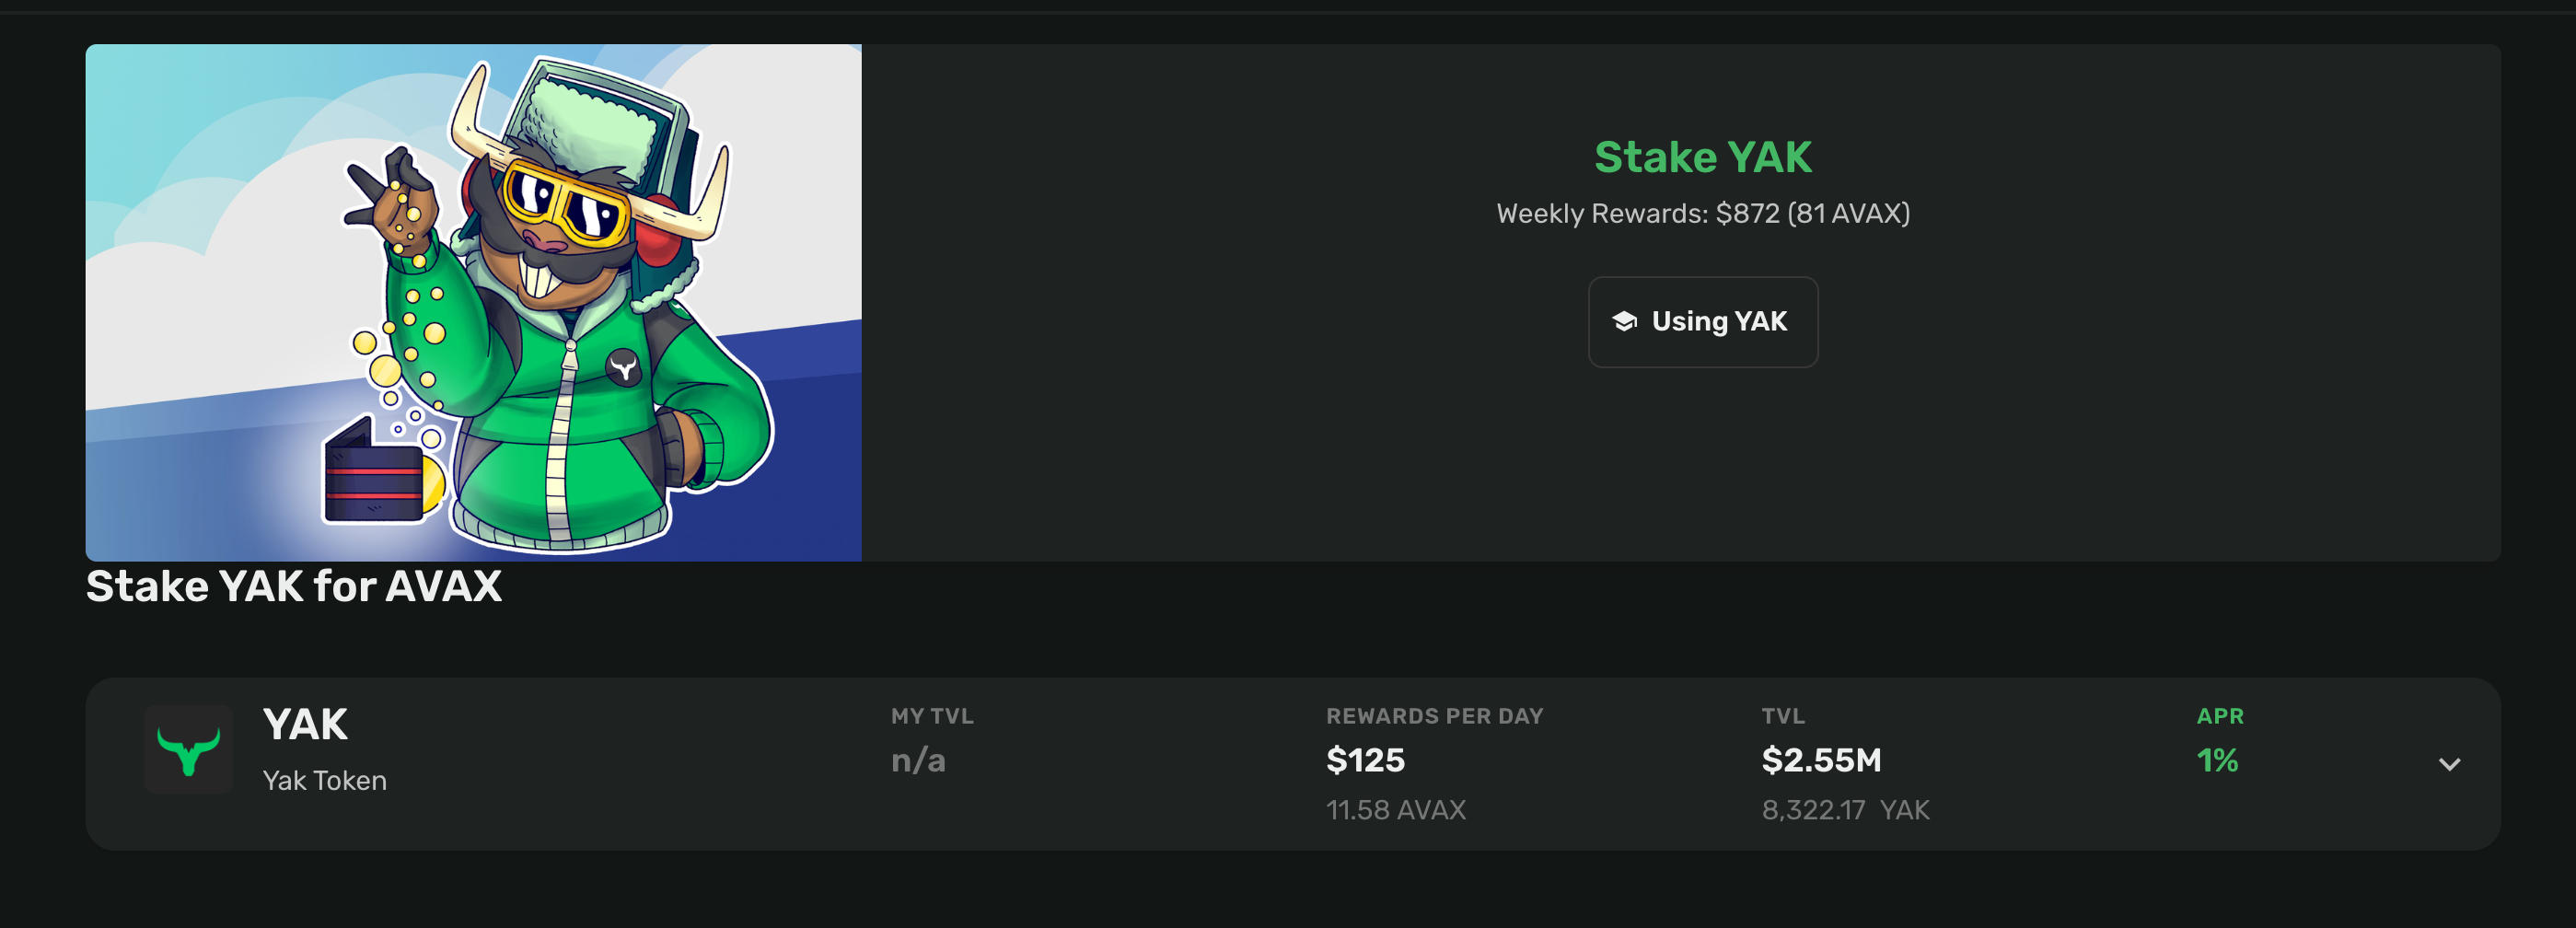 Stake YAK
Weekly Rewards: $872 (81 AVAX)
Using YAK
Stake YAK for AVAX
YAK
Yak Token
MY TVL
n/a
REWARDS PER DAY
$125
11.58 AVAX
TVL
$2.55M
8,322.17 YAK
APR
1%